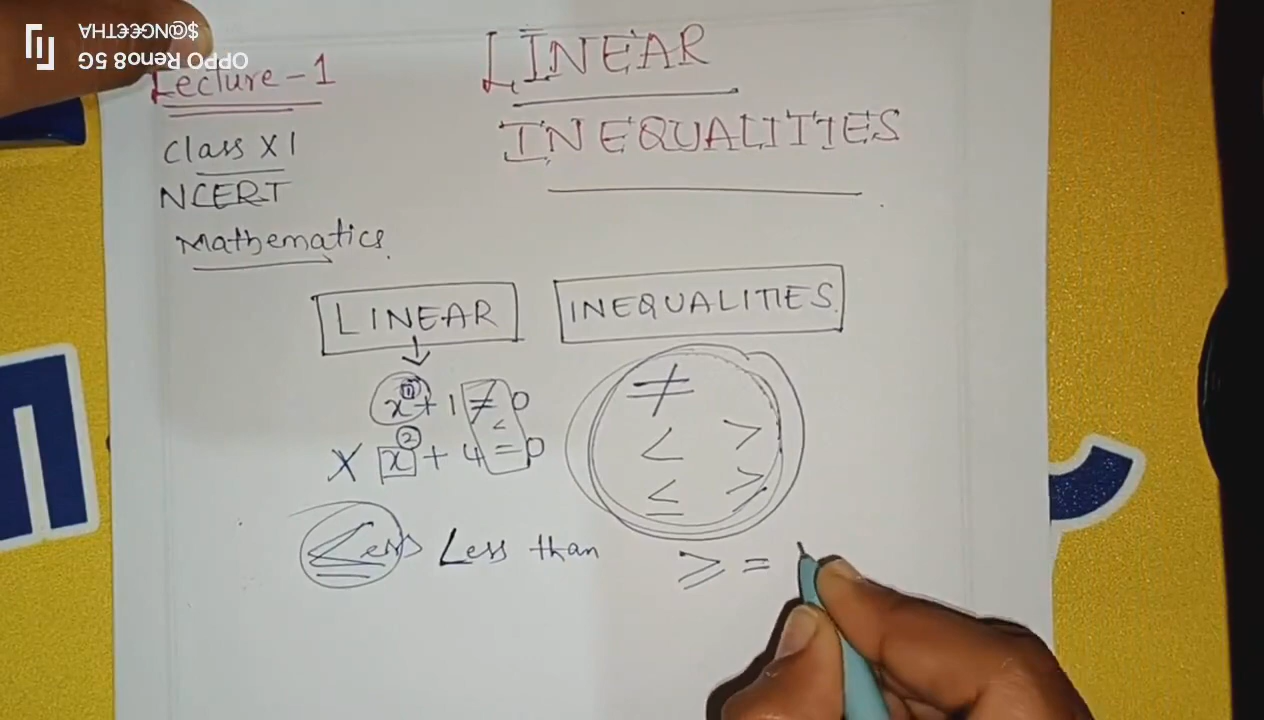 $@NGEETHA
OPPO Reno8 5G
Lecture - 1
Class XI
NCERT
Mathematics.
LINEAR
INEQUALITIES
LINEAR
INEQUALITIES
x¹ + 1 ≠ 0
<
X x² + 4 = 0
≠
< >
≤ ≥
Less than
≥ =